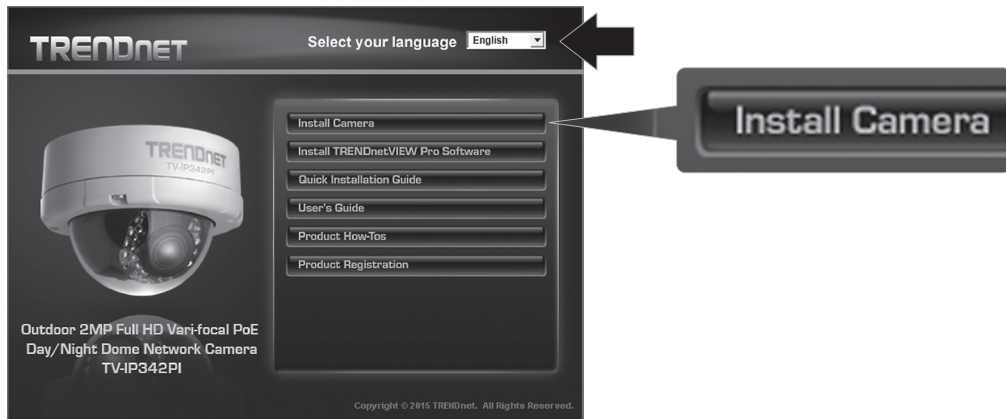 TRENDnet
Select your language English
Install Camera
Install Camera
Install TRENDnetVIEW Pro Software
Quick Installation Guide
User's Guide
Product How-Tos
Product Registration
TRENDnet
TV-IP342PI
Outdoor 2MP Full HD Vari-focal PoE
Day/Night Dome Network Camera
TV-IP342PI
Copyright © 2015 TRENDnet. All Rights Reserved.